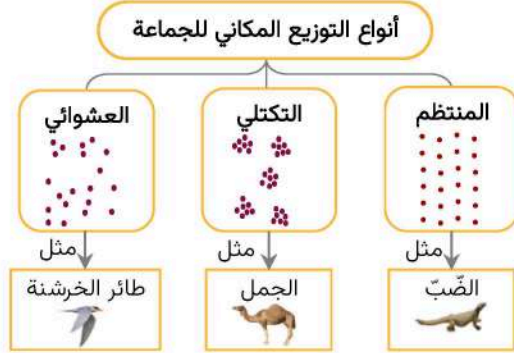 أنواع التوزيع المكاني للجماعة
المنتظم
التكتلي
العشوائي
مثل
مثل
مثل
الضّبّ
الجمل
طائر الخرشنة